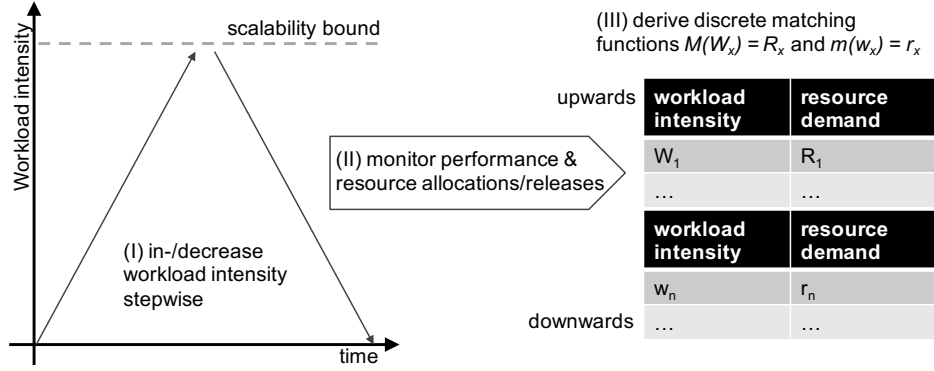 scalability bound
Workload intensity
(I) in-/decrease
workload intensity
stepwise
time
(II) monitor performance &
resource allocations/releases
(III) derive discrete matching
functions M(Wₓ) = Rₓ and m(wₓ) = rₓ
upwards
workload intensity
resource demand
W₁
R₁
…
…
workload intensity
resource demand
wₙ
rₙ
downwards
…
…